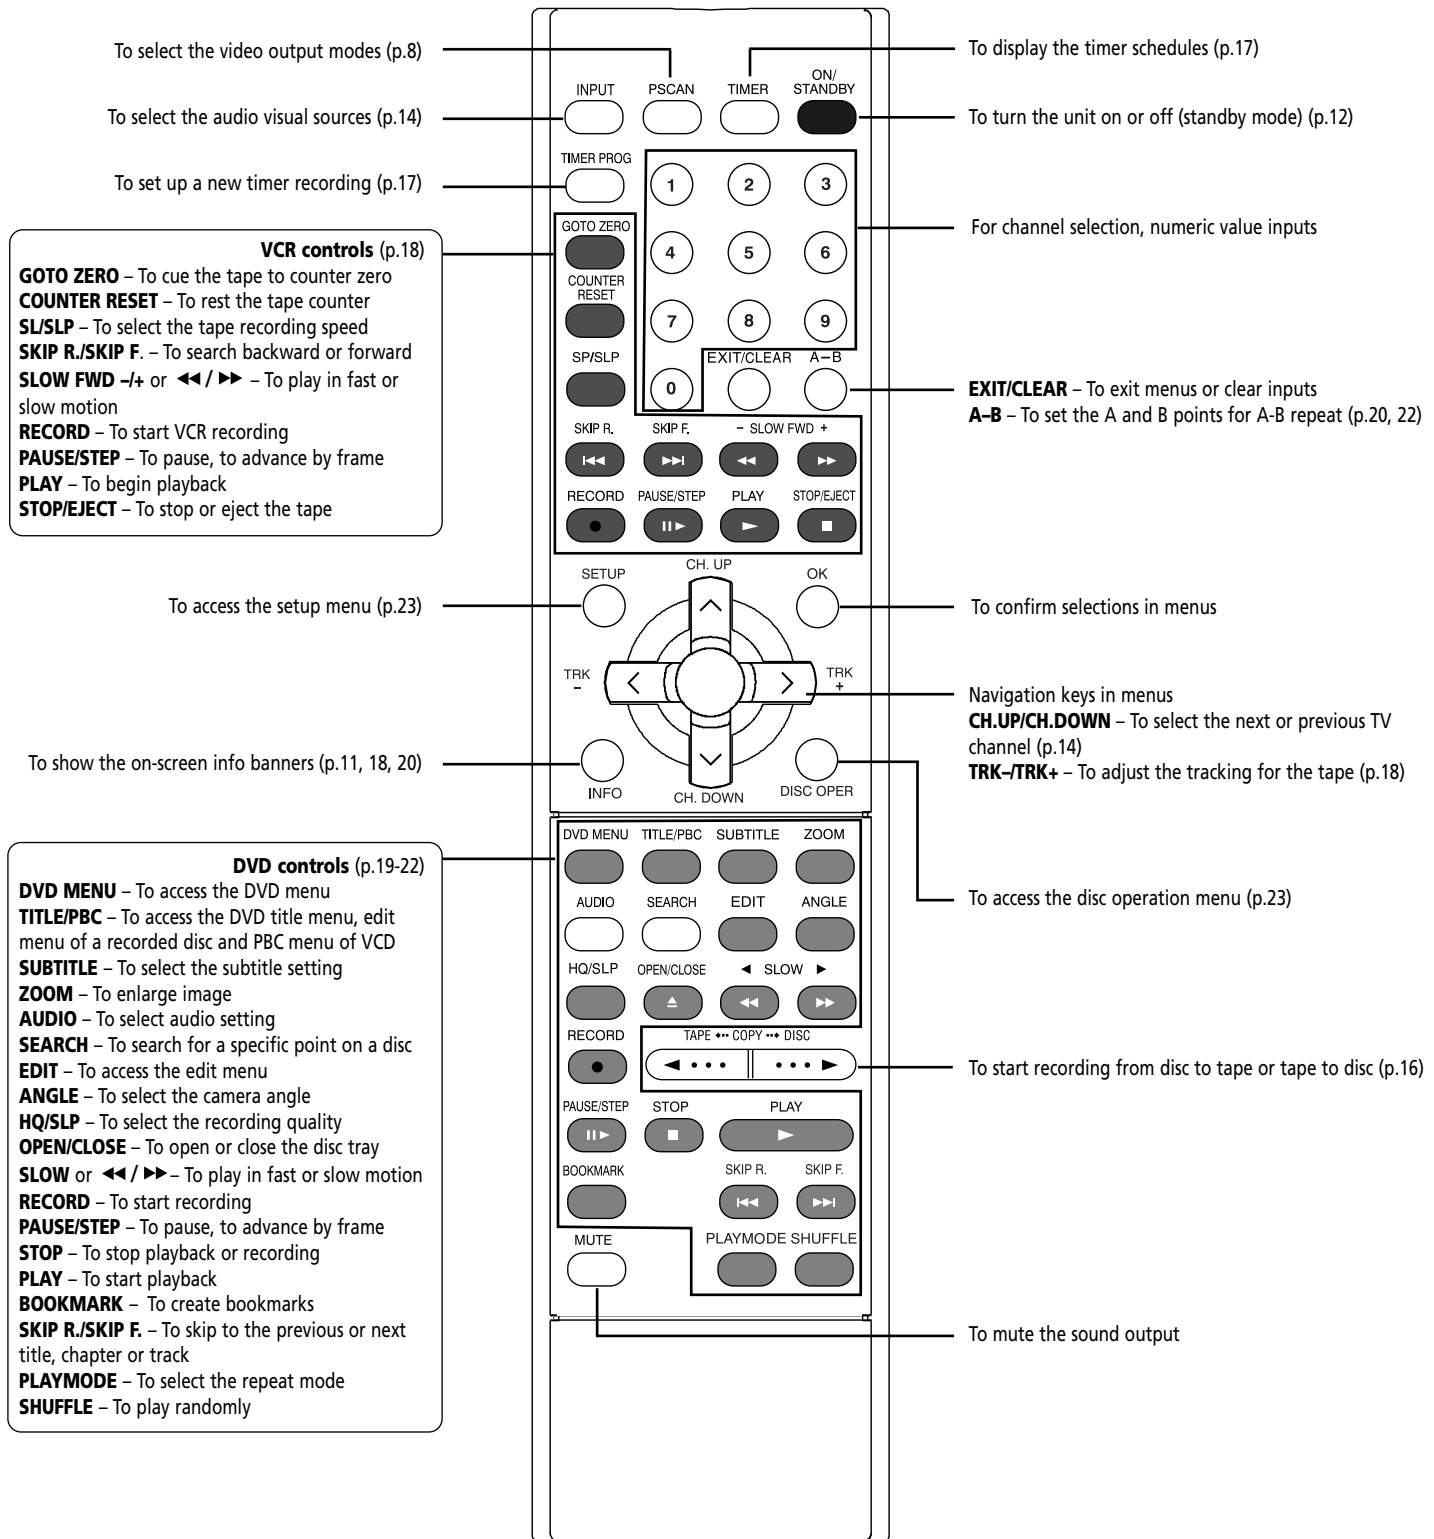 To select the video output modes (p.8)
To display the timer schedules (p.17)
INPUT PSCAN TIMER ON/
STANDBY
To select the audio visual sources (p.14)
To turn the unit on or off (standby mode) (p.12)
TIMER PROG
To set up a new timer recording (p.17)
1 2 3
For channel selection, numeric value inputs
VCR controls (p.18)
GOTO ZERO – To cue the tape to counter zero
COUNTER RESET – To rest the tape counter
SL/SLP – To select the tape recording speed
SKIP R./SKIP F. – To search backward or forward
SLOW FWD –/+ or ◀◀ / ▶▶ – To play in fast or
slow motion
RECORD – To start VCR recording
PAUSE/STEP – To pause, to advance by frame
PLAY – To begin playback
STOP/EJECT – To stop or eject the tape
GOTO ZERO
4 5 6
COUNTER
RESET
7 8 9
SP/SLP
EXIT/CLEAR A–B
0
EXIT/CLEAR – To exit menus or clear inputs
A–B – To set the A and B points for A-B repeat (p.20, 22)
SKIP R. SKIP F. – SLOW FWD +
RECORD PAUSE/STEP PLAY STOP/EJECT
SETUP CH. UP OK
To access the setup menu (p.23)
To confirm selections in menus
TRK
–
TRK
+
Navigation keys in menus
CH.UP/CH.DOWN – To select the next or previous TV
channel (p.14)
TRK–/TRK+ – To adjust the tracking for the tape (p.18)
To show the on-screen info banners (p.11, 18, 20)
INFO CH. DOWN DISC OPER
DVD controls (p.19-22)
DVD MENU – To access the DVD menu
TITLE/PBC – To access the DVD title menu, edit
menu of a recorded disc and PBC menu of VCD
SUBTITLE – To select the subtitle setting
ZOOM – To enlarge image
AUDIO – To select audio setting
SEARCH – To search for a specific point on a disc
EDIT – To access the edit menu
ANGLE – To select the camera angle
HQ/SLP – To select the recording quality
OPEN/CLOSE – To open or close the disc tray
SLOW or ◀◀ / ▶▶ – To play in fast or slow motion
RECORD – To start recording
PAUSE/STEP – To pause, to advance by frame
STOP – To stop playback or recording
PLAY – To start playback
BOOKMARK – To create bookmarks
SKIP R./SKIP F. – To skip to the previous or next
title, chapter or track
PLAYMODE – To select the repeat mode
SHUFFLE – To play randomly
DVD MENU TITLE/PBC SUBTITLE ZOOM
AUDIO SEARCH EDIT ANGLE
To access the disc operation menu (p.23)
HQ/SLP OPEN/CLOSE ◀ SLOW ▶
RECORD TAPE ◂·· COPY ··▸ DISC
To start recording from disc to tape or tape to disc (p.16)
PAUSE/STEP STOP PLAY
BOOKMARK SKIP R. SKIP F.
MUTE PLAYMODE SHUFFLE
To mute the sound output